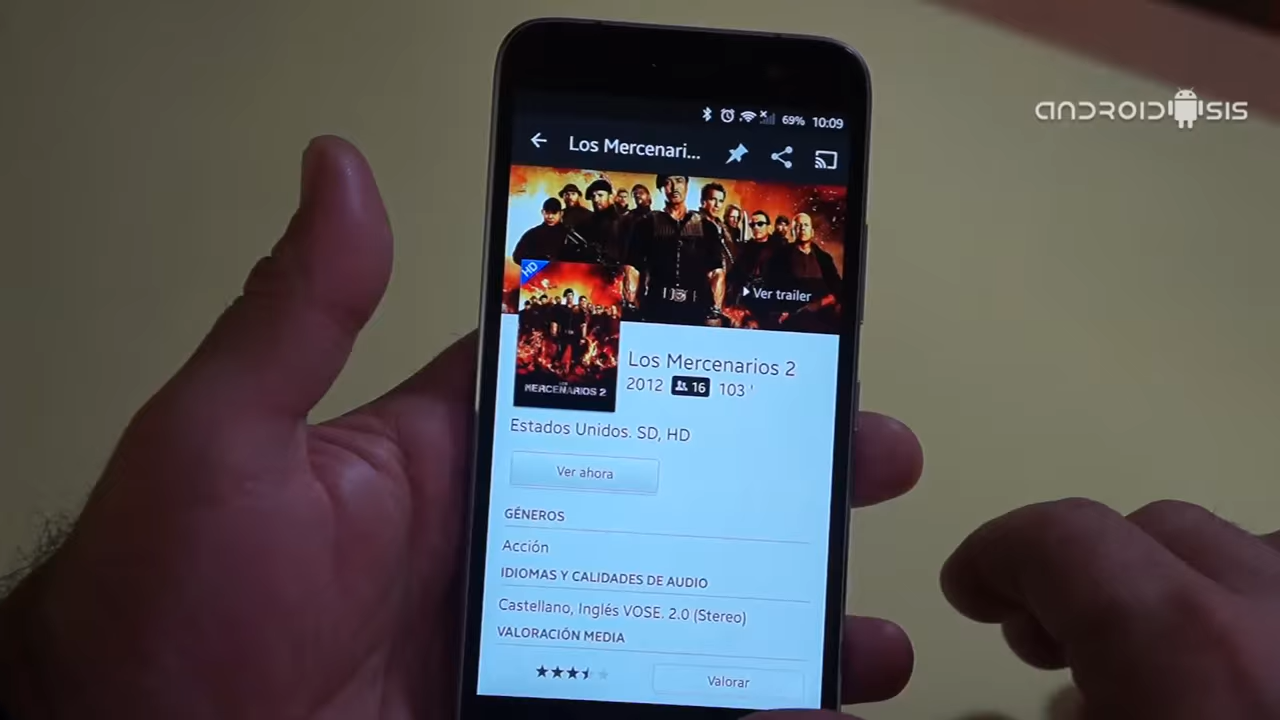 ANDROIDSIS
69% 10:09
Los Mercenari...
HD
Ver trailer
MERCENARIOS 2
Los Mercenarios 2
2012 16 103 '
Estados Unidos. SD, HD
Ver ahora
GÉNEROS
Acción
IDIOMAS Y CALIDADES DE AUDIO
Castellano, Inglés VOSE. 2.0 (Stereo)
VALORACIÓN MEDIA
Valorar